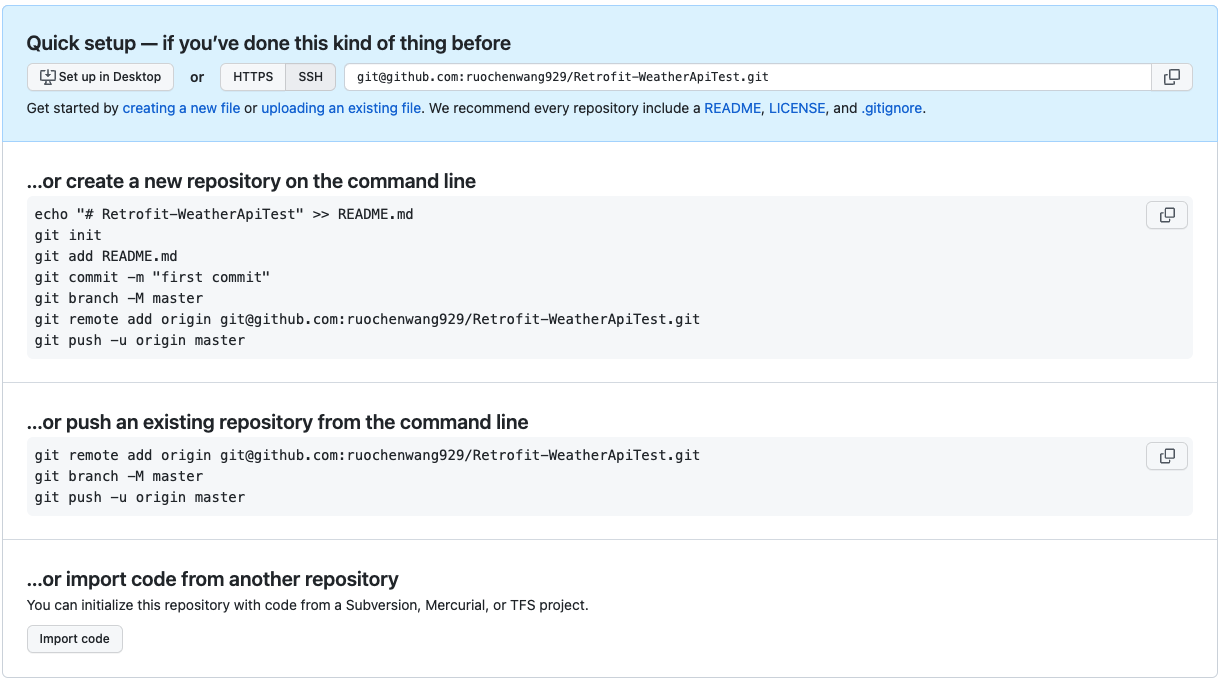 Quick setup — if you’ve done this kind of thing before
Set up in Desktop or HTTPS SSH git@github.com:ruochenwang929/Retrofit-WeatherApiTest.git
Get started by creating a new file or uploading an existing file. We recommend every repository include a README, LICENSE, and .gitignore.
…or create a new repository on the command line
echo "# Retrofit-WeatherApiTest" >> README.md
git init
git add README.md
git commit -m "first commit"
git branch -M master
git remote add origin git@github.com:ruochenwang929/Retrofit-WeatherApiTest.git
git push -u origin master
…or push an existing repository from the command line
git remote add origin git@github.com:ruochenwang929/Retrofit-WeatherApiTest.git
git branch -M master
git push -u origin master
…or import code from another repository
You can initialize this repository with code from a Subversion, Mercurial, or TFS project.
Import code